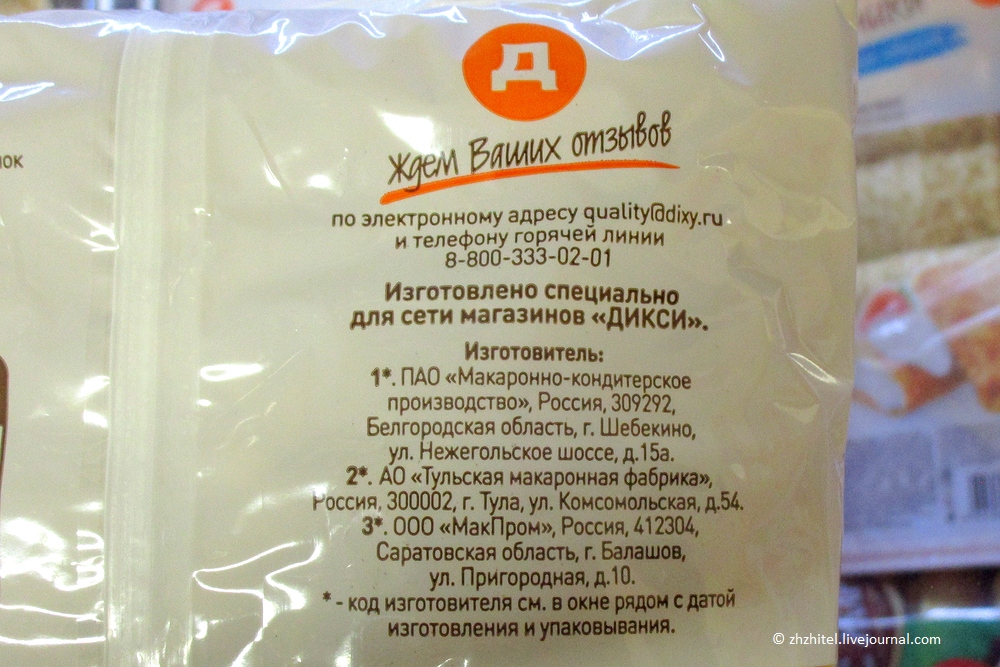 Д
Ждем Ваших отзывов
по электронному адресу quality@dixy.ru
и телефону горячей линии
8-800-333-02-01
Изготовлено специально
для сети магазинов «ДИКСИ».
Изготовитель:
1*. ПАО «Макаронно-кондитерское
производство», Россия, 309292,
Белгородская область, г. Шебекино,
ул. Нежегольское шоссе, д.15а.
2*. АО «Тульская макаронная фабрика»,
Россия, 300002, г. Тула, ул. Комсомольская, д.54.
3*. ООО «МакПром», Россия, 412304,
Саратовская область, г. Балашов,
ул. Пригородная, д.10.
* - код изготовителя см. в окне рядом с датой
изготовления и упаковывания.
© zhzhitel.livejournal.com